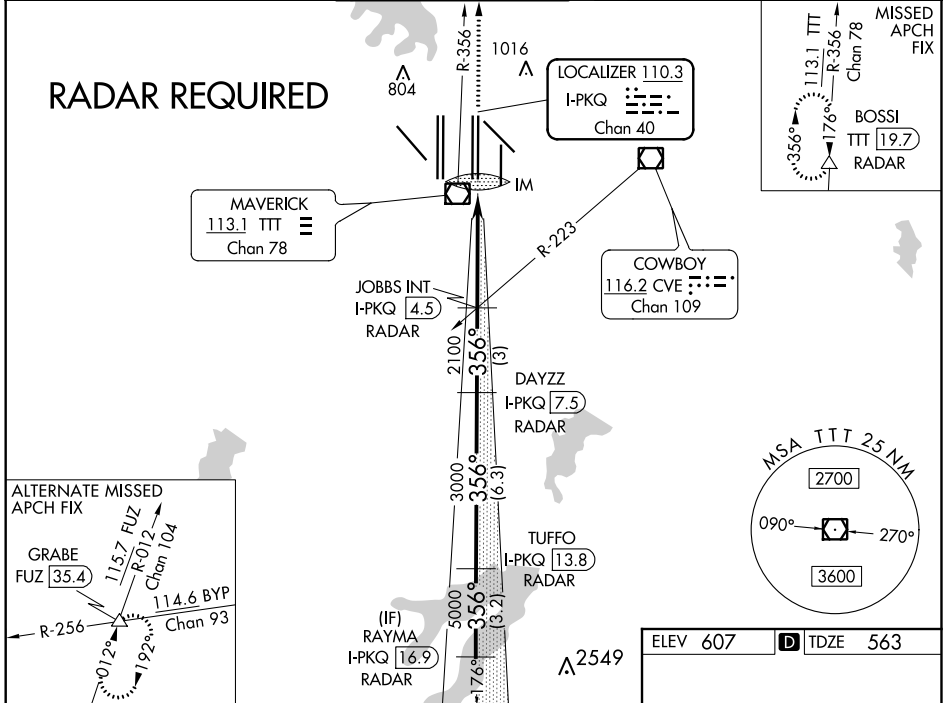 RADAR REQUIRED
R-356
804
1016
LOCALIZER 110.3
I-PKQ
Chan 40
MISSED
APCH
FIX
113.1 TTT
R-356
Chan 78
356°
176°
BOSSI
TTT 19.7
RADAR
IM
MAVERICK
113.1 TTT
Chan 78
R-223
COWBOY
116.2 CVE
Chan 109
JOBBS INT
I-PKQ 4.5
RADAR
2100
356°
(3)
DAYZZ
I-PKQ 7.5
RADAR
3000
356°
(6.3)
TUFFO
I-PKQ 13.8
RADAR
5000
356°
(3.2)
(IF)
RAYMA
I-PKQ 16.9
RADAR
176°
2549
MSA TTT 25 NM
2700
090°
270°
3600
ALTERNATE MISSED
APCH FIX
GRABE
FUZ 35.4
115.7 FUZ
R-012
Chan 104
114.6 BYP
Chan 93
R-256
012°
192°
ELEV 607 D TDZE 563